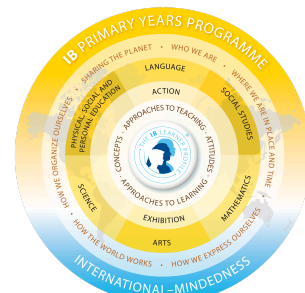 IB PRIMARY YEARS PROGRAMME
SHARING THE PLANET • WHO WE ARE • WHERE WE ARE IN PLACE AND TIME • HOW WE EXPRESS OURSELVES • HOW THE WORLD WORKS • HOW WE ORGANIZE OURSELVES •
LANGUAGE
PHYSICAL, SOCIAL AND
PERSONAL EDUCATION
SOCIAL STUDIES
ACTION
CONCEPTS • APPROACHES TO TEACHING • ATTITUDES • APPROACHES TO LEARNING •
THE IB LEARNER PROFILE
SCIENCE
MATHEMATICS
EXHIBITION
ARTS
INTERNATIONAL-MINDEDNESS